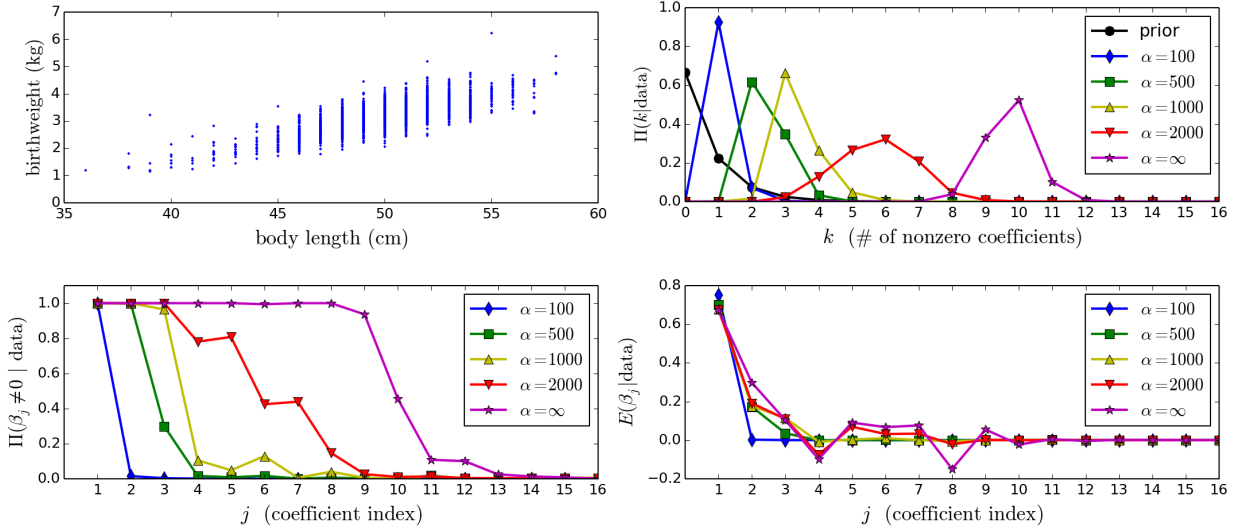 7
6
5
4
3
2
1
0
birthweight (kg)
35 40 45 50 55 60
body length (cm)
1.0
0.8
0.6
0.4
0.2
0.0
Π(k|data)
prior
α=100
α=500
α=1000
α=2000
α=∞
0 1 2 3 4 5 6 7 8 9 10 11 12 13 14 15 16
k (# of nonzero coefficients)
1.0
0.8
0.6
0.4
0.2
0.0
Π(β_j ≠0 | data)
α=100
α=500
α=1000
α=2000
α=∞
1 2 3 4 5 6 7 8 9 10 11 12 13 14 15 16
j (coefficient index)
0.8
0.6
0.4
0.2
0.0
−0.2
E(β_j|data)
α=100
α=500
α=1000
α=2000
α=∞
1 2 3 4 5 6 7 8 9 10 11 12 13 14 15 16
j (coefficient index)